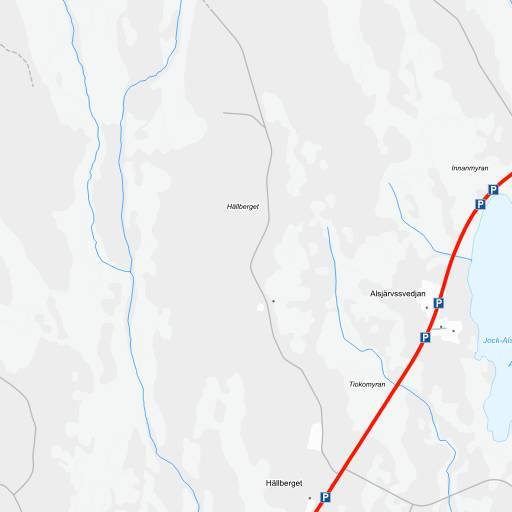 Innanmyran
P
P
Hällberget
Alsjärvssvedjan
P
P
Jock-Als
Tiokomyran
Hällberget
P